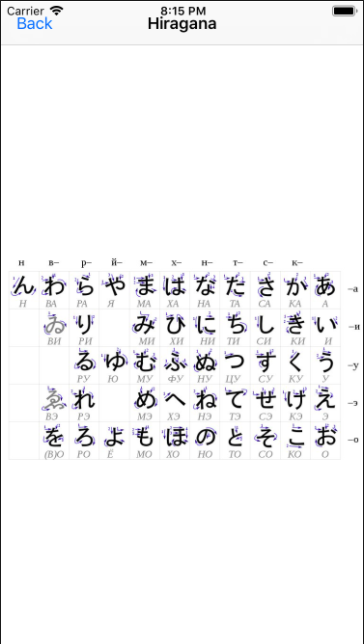 Carrier 8:15 PM
Back Hiragana
н в– р– й– м– х– н– т– с– к–
ん わ ら や ま は な た さ か あ –а
Н ВА РА Я МА ХА НА ТА СА КА А
ゐ り み ひ に ち し き い –и
ВИ РИ МИ ХИ НИ ТИ СИ КИ И
る ゆ む ふ ぬ つ す く う –у
РУ Ю МУ ФУ НУ ЦУ СУ КУ У
ゑ れ め へ ね て せ け え –э
ВЭ РЭ МЭ ХЭ НЭ ТЭ СЭ КЭ Э
を ろ よ も ほ の と そ こ お –о
(В)О РО Ё МО ХО НО ТО СО КО О